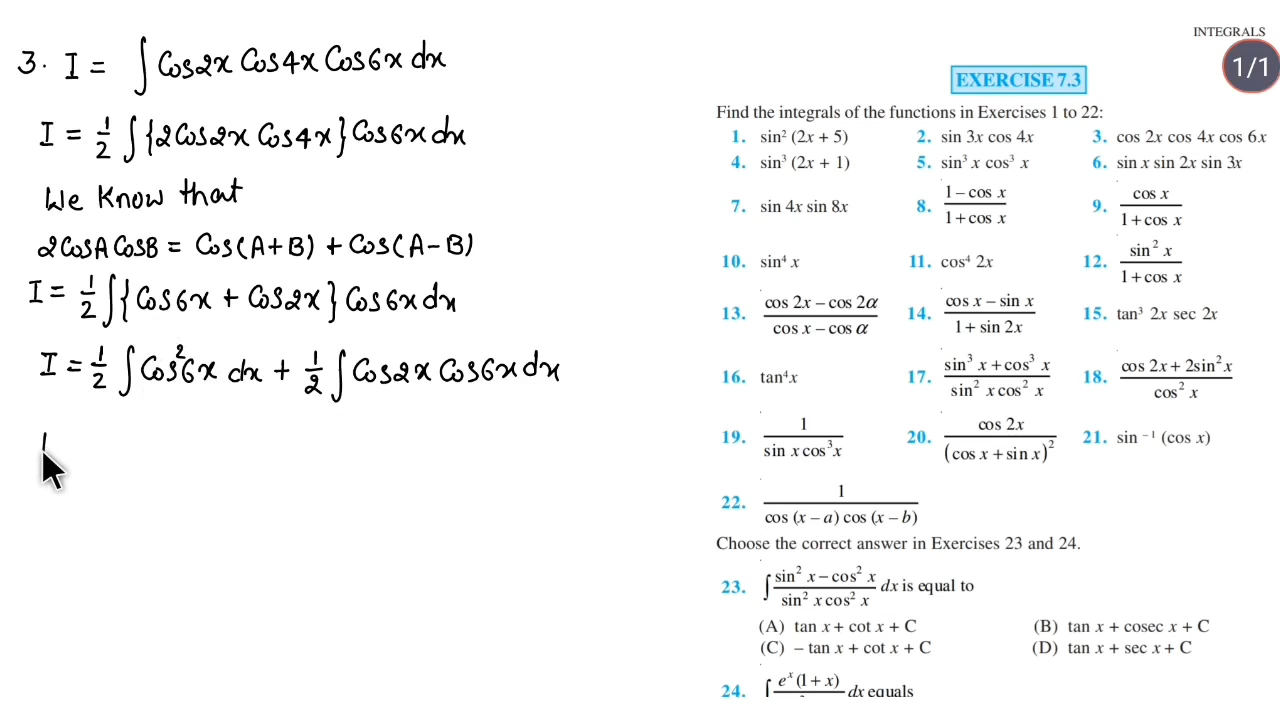 3. I = ∫ Cos2x Cos4x Cos6x dx
I = 1/2 ∫ {2Cos2x Cos4x} Cos6x dx
We know that
2CosA CosB = Cos(A+B) + Cos(A-B)
I = 1/2 ∫ {Cos6x + Cos2x} Cos6x dx
I = 1/2 ∫ Cos²6x dx + 1/2 ∫ Cos2x Cos6x dx
INTEGRALS
1/1
EXERCISE 7.3
Find the integrals of the functions in Exercises 1 to 22:
1. sin² (2x + 5) 2. sin 3x cos 4x 3. cos 2x cos 4x cos 6x
4. sin³ (2x + 1) 5. sin³ x cos³ x 6. sin x sin 2x sin 3x
7. sin 4x sin 8x 8. (1 – cos x)/(1 + cos x) 9. cos x/(1 + cos x)
10. sin⁴ x 11. cos⁴ 2x 12. sin² x/(1 + cos x)
13. (cos 2x – cos 2α)/(cos x – cos α) 14. (cos x – sin x)/(1 + sin 2x) 15. tan³ 2x sec 2x
16. tan⁴x 17. (sin³ x + cos³ x)/(sin² x cos² x) 18. (cos 2x + 2sin² x)/(cos² x)
19. 1/(sin x cos³x) 20. cos 2x/(cos x + sin x)² 21. sin ⁻¹ (cos x)
22. 1/(cos (x – a) cos (x – b))
Choose the correct answer in Exercises 23 and 24.
23. ∫ (sin² x – cos² x)/(sin² x cos² x) dx is equal to
(A) tan x + cot x + C (B) tan x + cosec x + C
(C) – tan x + cot x + C (D) tan x + sec x + C
24. ∫ eˣ (1 + x) dx equals